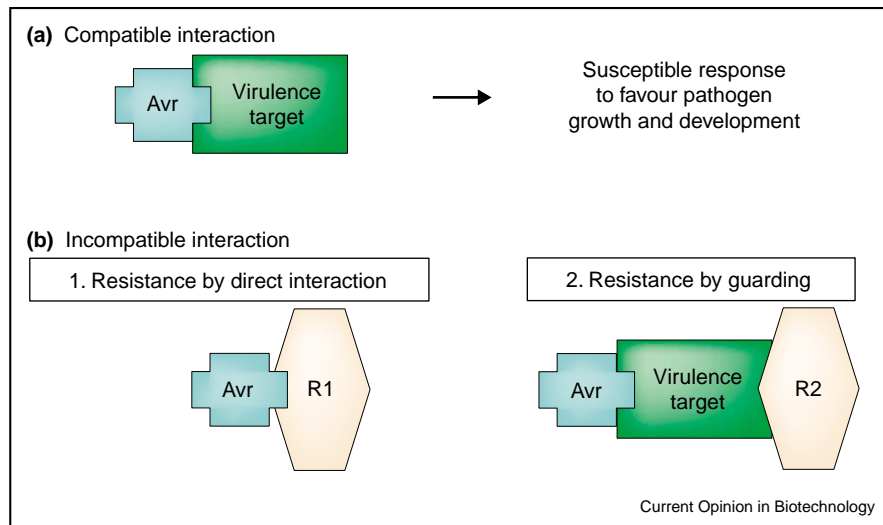 (a) Compatible interaction
Avr
Virulence
target
Susceptible response
to favour pathogen
growth and development
(b) Incompatible interaction
1. Resistance by direct interaction
Avr
R1
2. Resistance by guarding
Avr
Virulence
target
R2
Current Opinion in Biotechnology